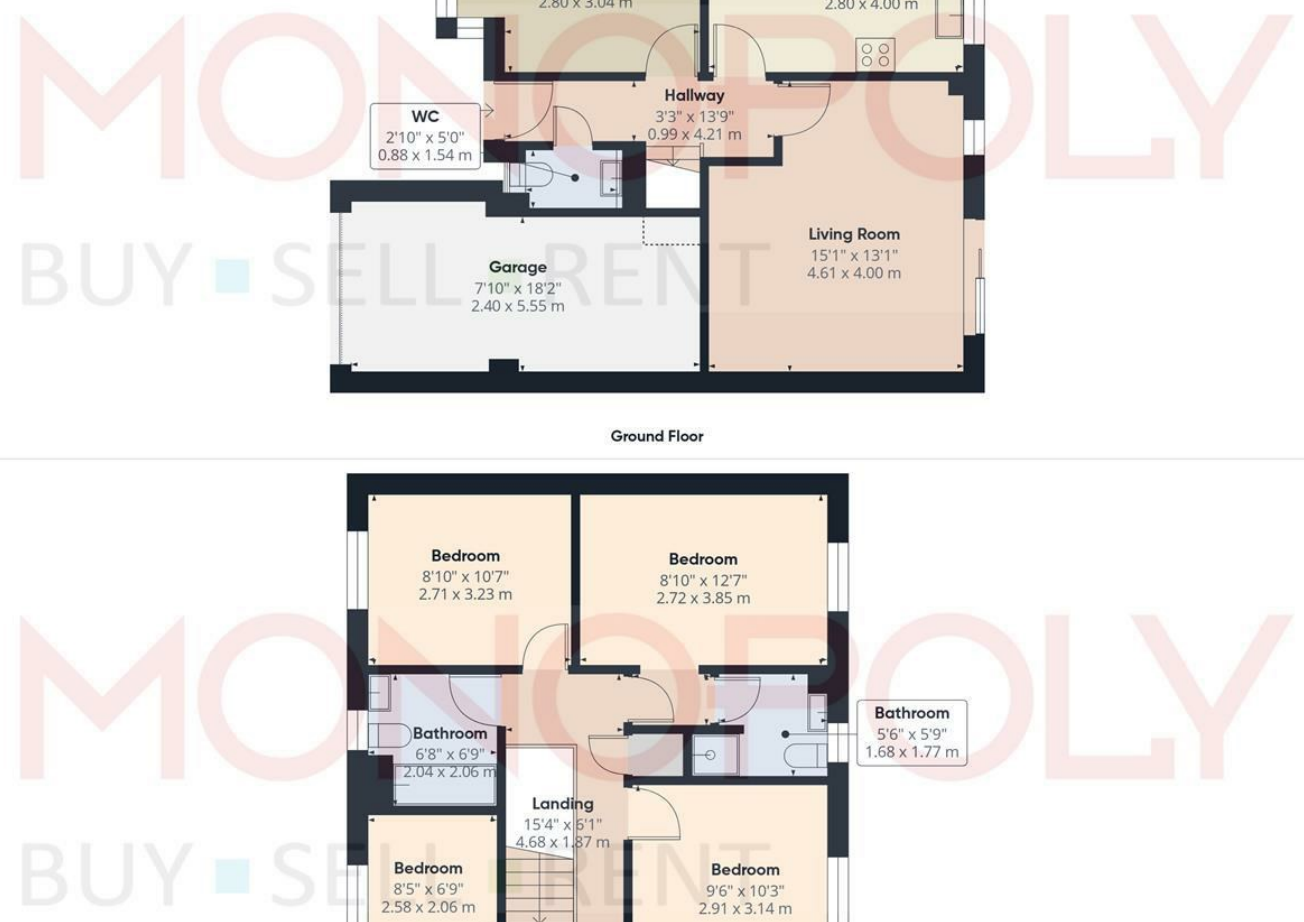 2.80 x 3.04 m
2.80 x 4.00 m
MONOPOLY
Hallway
3'3" x 13'9"
0.99 x 4.21 m
WC
2'10" x 5'0"
0.88 x 1.54 m
Living Room
15'1" x 13'1"
4.61 x 4.00 m
BUY SELL RENT
Garage
7'10" x 18'2"
2.40 x 5.55 m
Ground Floor
Bedroom
8'10" x 10'7"
2.71 x 3.23 m
Bedroom
8'10" x 12'7"
2.72 x 3.85 m
MONOPOLY
Bathroom
6'8" x 6'9"
2.04 x 2.06 m
Bathroom
5'6" x 5'9"
1.68 x 1.77 m
Landing
15'4" x 6'1"
4.68 x 1.87 m
BUY SELL RENT
Bedroom
8'5" x 6'9"
2.58 x 2.06 m
Bedroom
9'6" x 10'3"
2.91 x 3.14 m